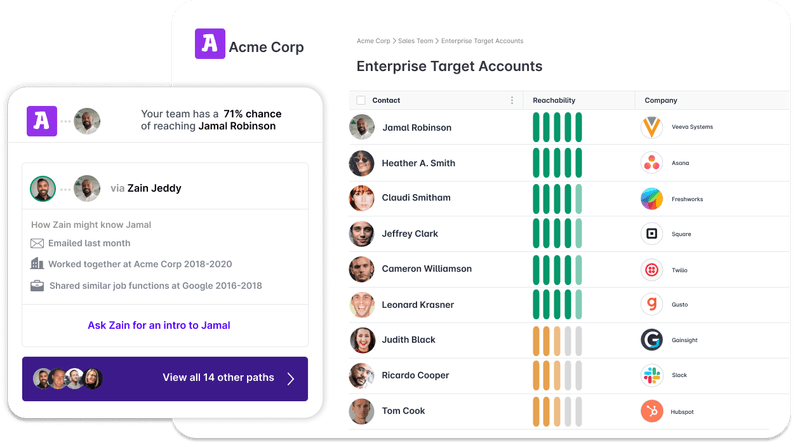 A Acme Corp
Acme Corp > Sales Team > Enterprise Target Accounts
Enterprise Target Accounts
Contact Reachability Company
Jamal Robinson Veeva Systems
Heather A. Smith Asana
Claudi Smitham Freshworks
Jeffrey Clark Square
Cameron Williamson Twilio
Leonard Krasner Gusto
Judith Black Gainsight
Ricardo Cooper Slack
Tom Cook Hubspot
A
Your team has a 71% chance
of reaching Jamal Robinson
via Zain Jeddy
How Zain might know Jamal
Emailed last month
Worked together at Acme Corp 2018-2020
Shared similar job functions at Google 2016-2018
Ask Zain for an intro to Jamal
View all 14 other paths